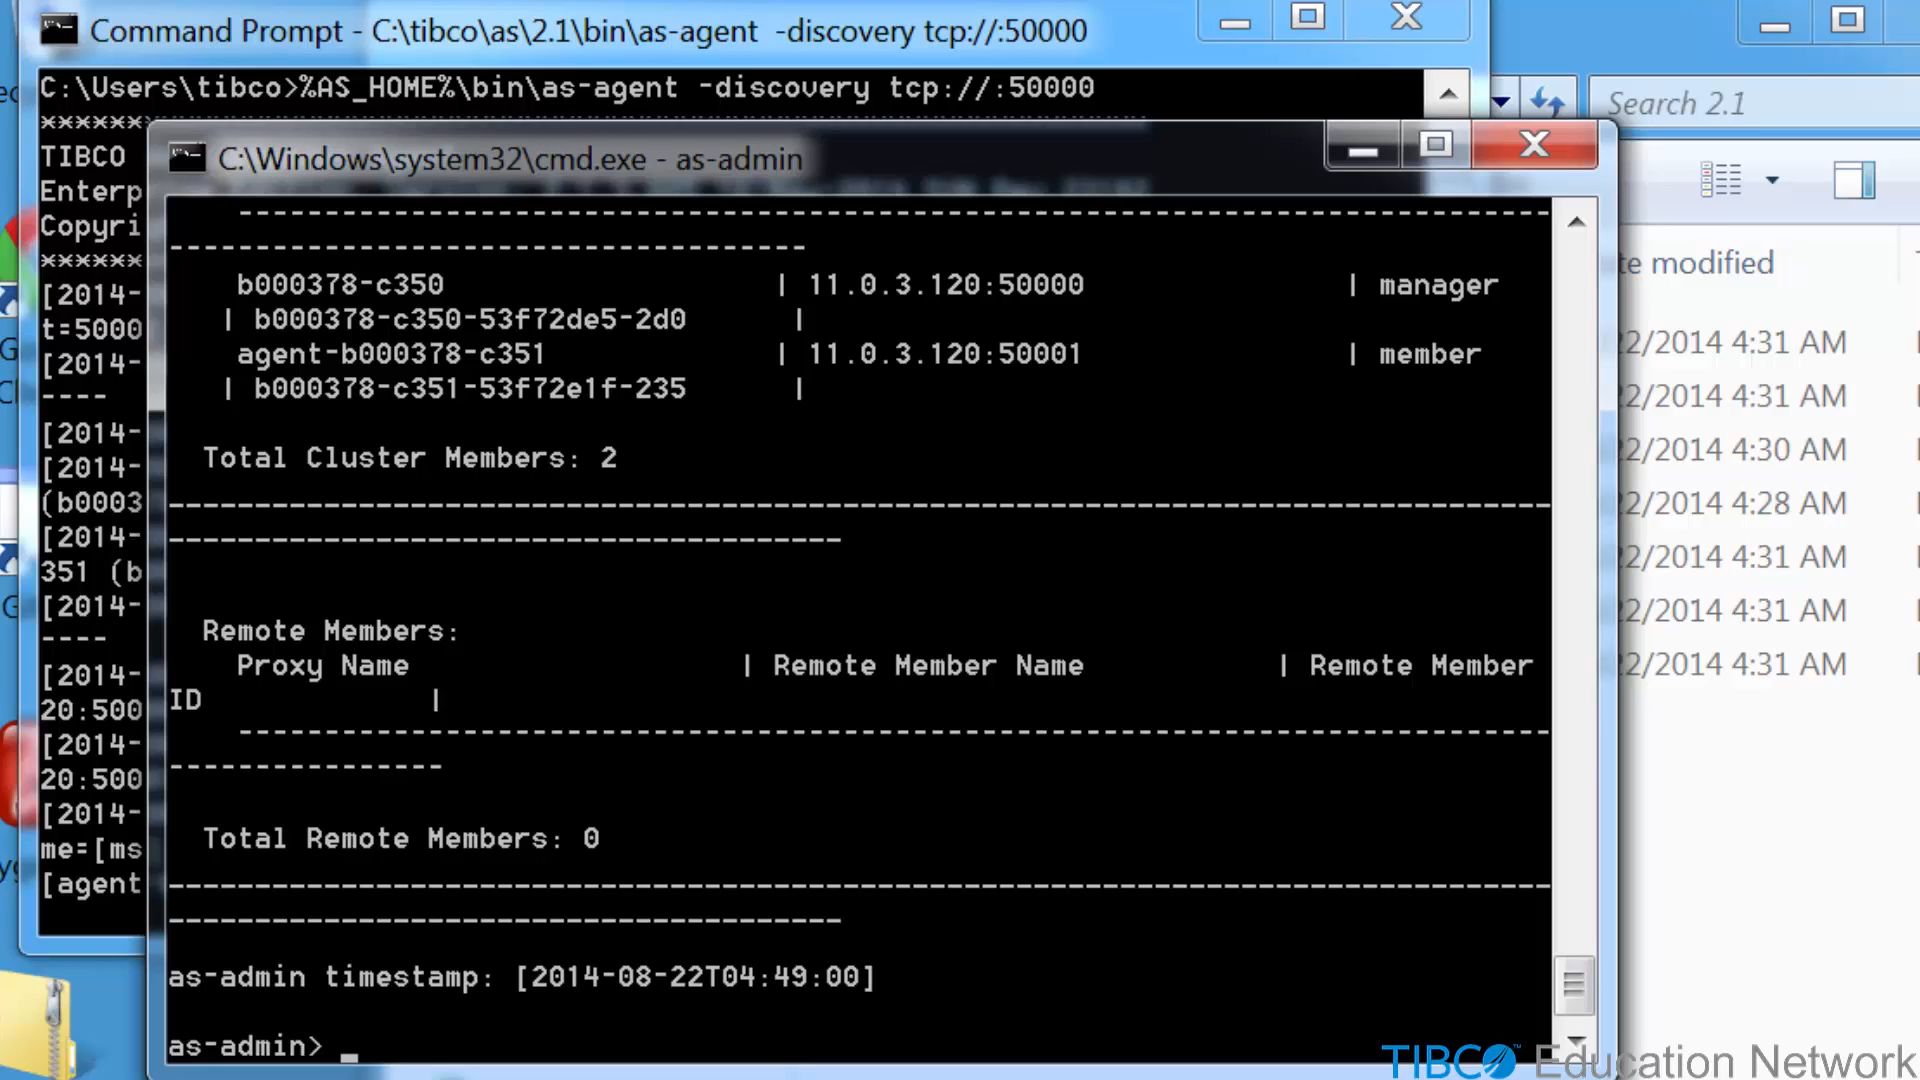 Command Prompt - C:\tibco\as\2.1\bin\as-agent -discovery tcp://:50000
C:\Users\tibco>%AS_HOME%\bin\as-agent -discovery tcp://:50000
******
TIBCO
Enterp
Copyri
******
[2014-
t=5000
[2014-
----
[2014-
[2014-
(b0003
[2014-
351 (b
[2014-
----
[2014-
20:500
[2014-
20:500
[2014-
me=[ms
[agent
C:\Windows\system32\cmd.exe - as-admin
--------------------------------------------------------------------------------
-------------------------------------
b000378-c350 | 11.0.3.120:50000 | manager
| b000378-c350-53f72de5-2d0 |
agent-b000378-c351 | 11.0.3.120:50001 | member
| b000378-c351-53f72e1f-235 |
Total Cluster Members: 2
--------------------------------------------------------------------------------
---------------------------------------
Remote Members:
Proxy Name | Remote Member Name | Remote Member
ID |
----------------------------------------------------------------------------
----------------
Total Remote Members: 0
--------------------------------------------------------------------------------
---------------------------------------
as-admin timestamp: [2014-08-22T04:49:00]
as-admin> _
Search 2.1
te modified
22/2014 4:31 AM
22/2014 4:31 AM
22/2014 4:30 AM
22/2014 4:28 AM
22/2014 4:31 AM
22/2014 4:31 AM
22/2014 4:31 AM
TIBCO™ Education Network